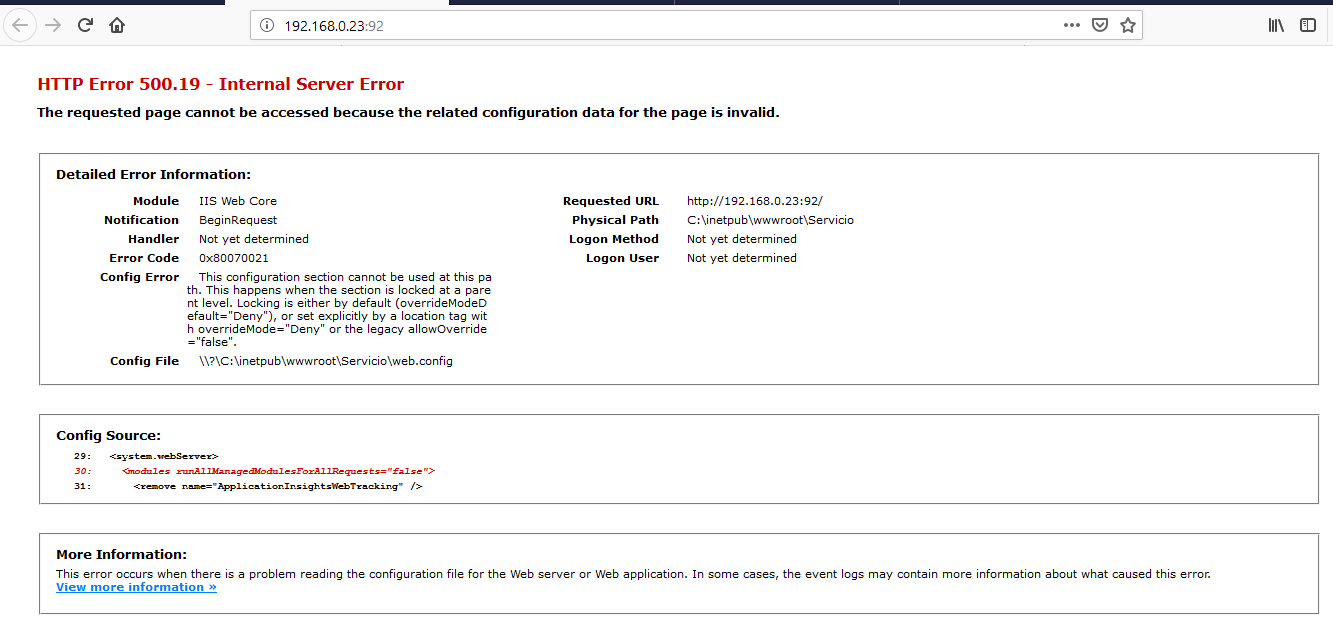 192.168.0.23:92
HTTP Error 500.19 - Internal Server Error
The requested page cannot be accessed because the related configuration data for the page is invalid.
Detailed Error Information:
Module IIS Web Core
Notification BeginRequest
Handler Not yet determined
Error Code 0x80070021
Config Error This configuration section cannot be used at this pa
th. This happens when the section is locked at a pare
nt level. Locking is either by default (overrideModeD
efault="Deny"), or set explicitly by a location tag wit
h overrideMode="Deny" or the legacy allowOverride
="false".
Config File \\?\C:\inetpub\wwwroot\Servicio\web.config
Requested URL http://192.168.0.23:92/
Physical Path C:\inetpub\wwwroot\Servicio
Logon Method Not yet determined
Logon User Not yet determined
Config Source:
29: <system.webServer>
30: <modules runAllManagedModulesForAllRequests="false">
31: <remove name="ApplicationInsightsWebTracking" />
More Information:
This error occurs when there is a problem reading the configuration file for the Web server or Web application. In some cases, the event logs may contain more information about what caused this error.
View more information »